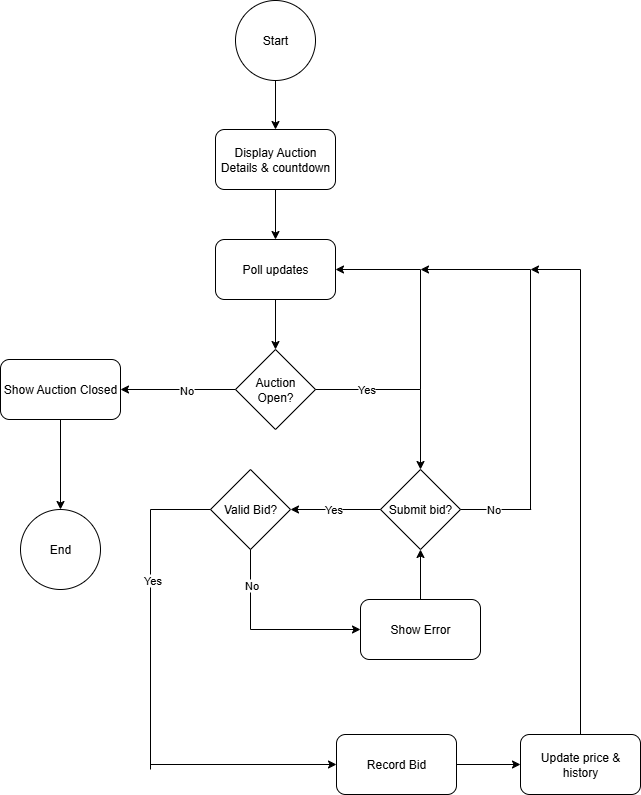 Start
Display Auction
Details & countdown
Poll updates
Auction
Open?
No
Yes
Show Auction Closed
Submit bid?
Yes
No
Valid Bid?
End
Yes
No
Show Error
Record Bid
Update price &
history